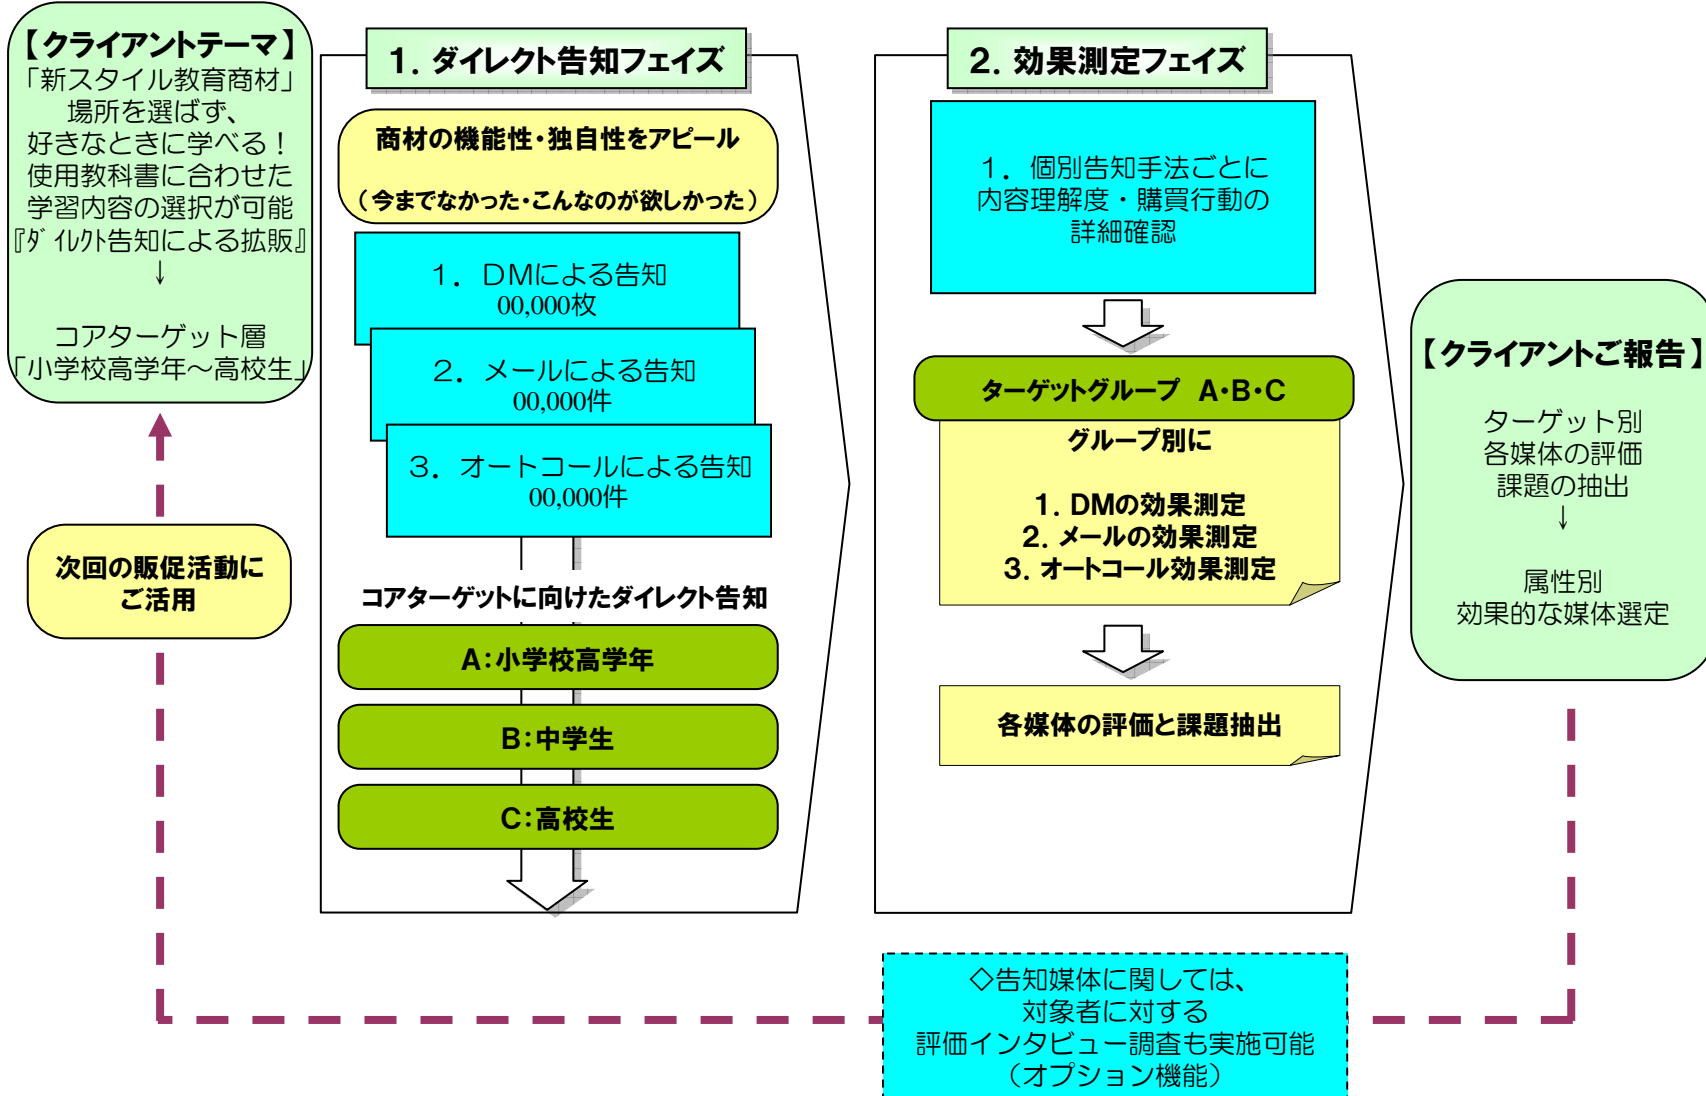 【クライアントテーマ】
「新スタイル教育商材」
場所を選ばず、
好きなときに学べる！
使用教科書に合わせた
学習内容の選択が可能
『ﾀﾞｲﾚｸﾄ告知による拡販』
↓
コアターゲット層
「小学校高学年～高校生」
次回の販促活動に
ご活用
1．ダイレクト告知フェイズ
商材の機能性・独自性をアピール
（今までなかった・こんなのが欲しかった）
１．ＤＭによる告知
00,000枚
２．メールによる告知
00,000件
３．オートコールによる告知
00,000件
コアターゲットに向けたダイレクト告知
A：小学校高学年
B：中学生
C：高校生
2．効果測定フェイズ
１．個別告知手法ごとに
内容理解度・購買行動の
詳細確認
ターゲットグループ　A・B・C
グループ別に
1．DMの効果測定
2．メールの効果測定
3．オートコール効果測定
各媒体の評価と課題抽出
【クライアントご報告】
ターゲット別
各媒体の評価
課題の抽出
↓
属性別
効果的な媒体選定
◇告知媒体に関しては、
対象者に対する
評価インタビュー調査も実施可能
（オプション機能）